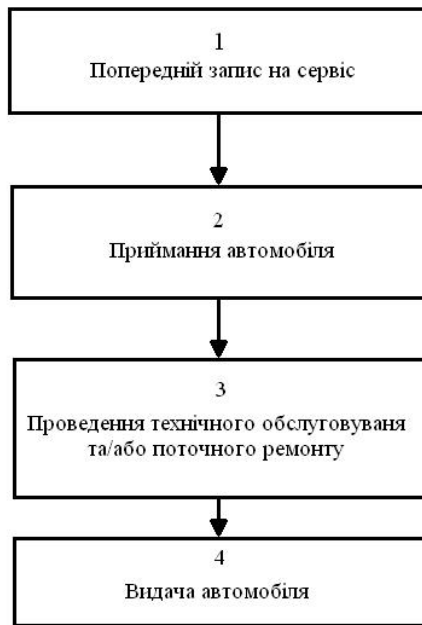 1
Попередній запис на сервіс
2
Приймання автомобіля
3
Проведення технічного обслуговуваня
та/або поточного ремонту
4
Видача автомобіля